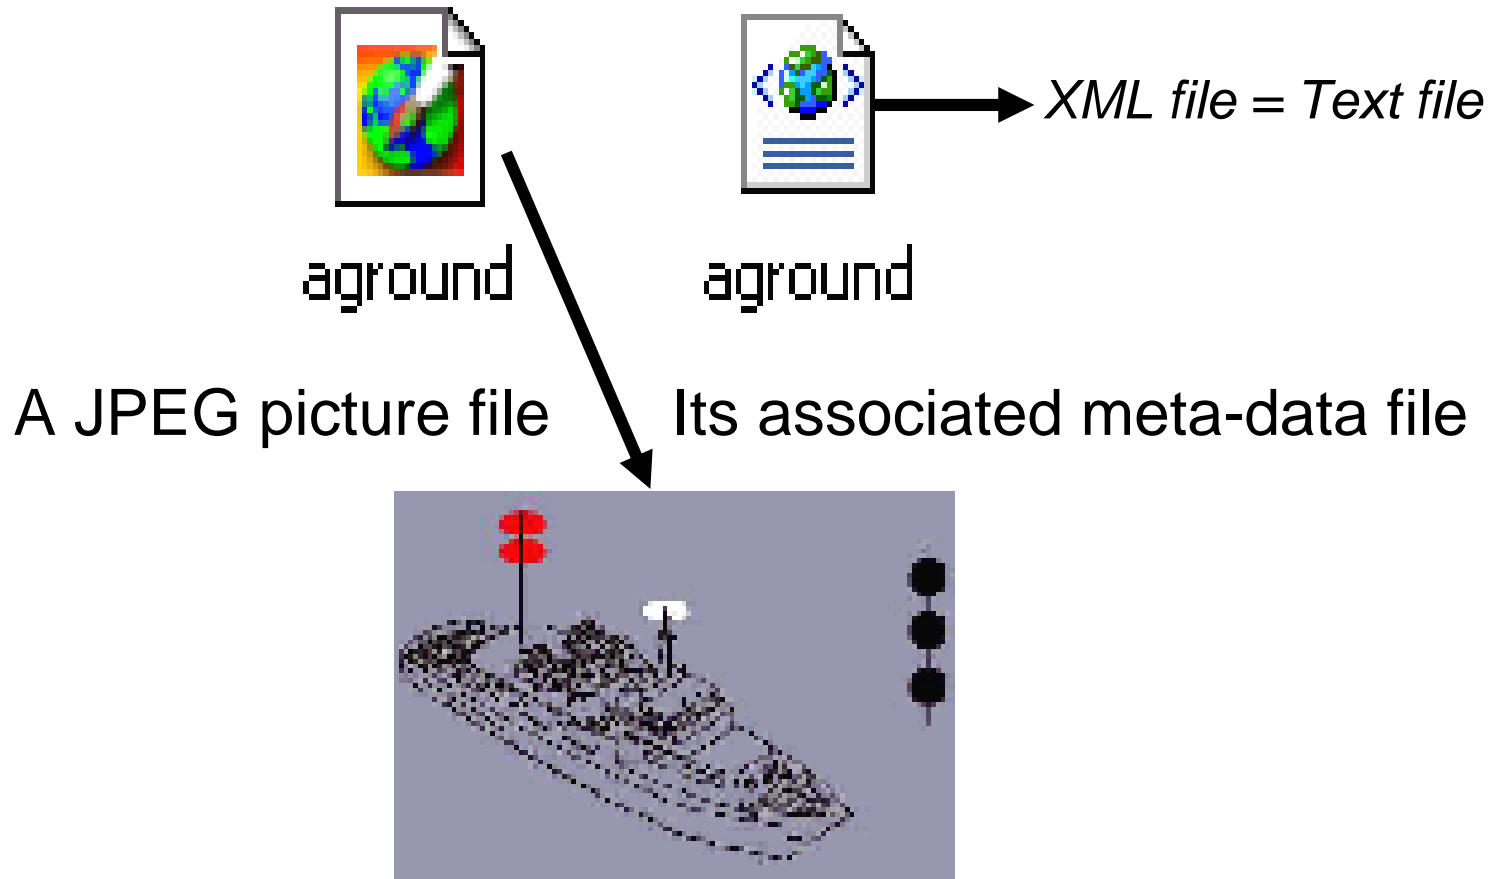 XML file = Text file
aground
aground
A JPEG picture file
Its associated meta-data file